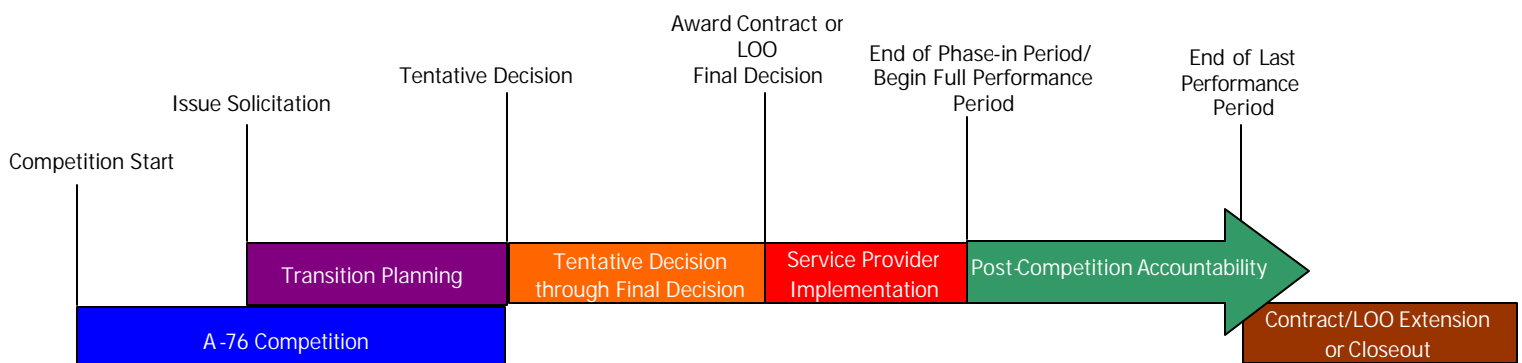 Award Contract or
LOO
Final Decision
End of Phase-in Period/
Begin Full Performance
Period
End of Last
Performance
Period
Tentative Decision
Issue Solicitation
Competition Start
Transition Planning
Tentative Decision
through Final Decision
Service Provider
Implementation
Post-Competition Accountability
A-76 Competition
Contract/LOO Extension
or Closeout